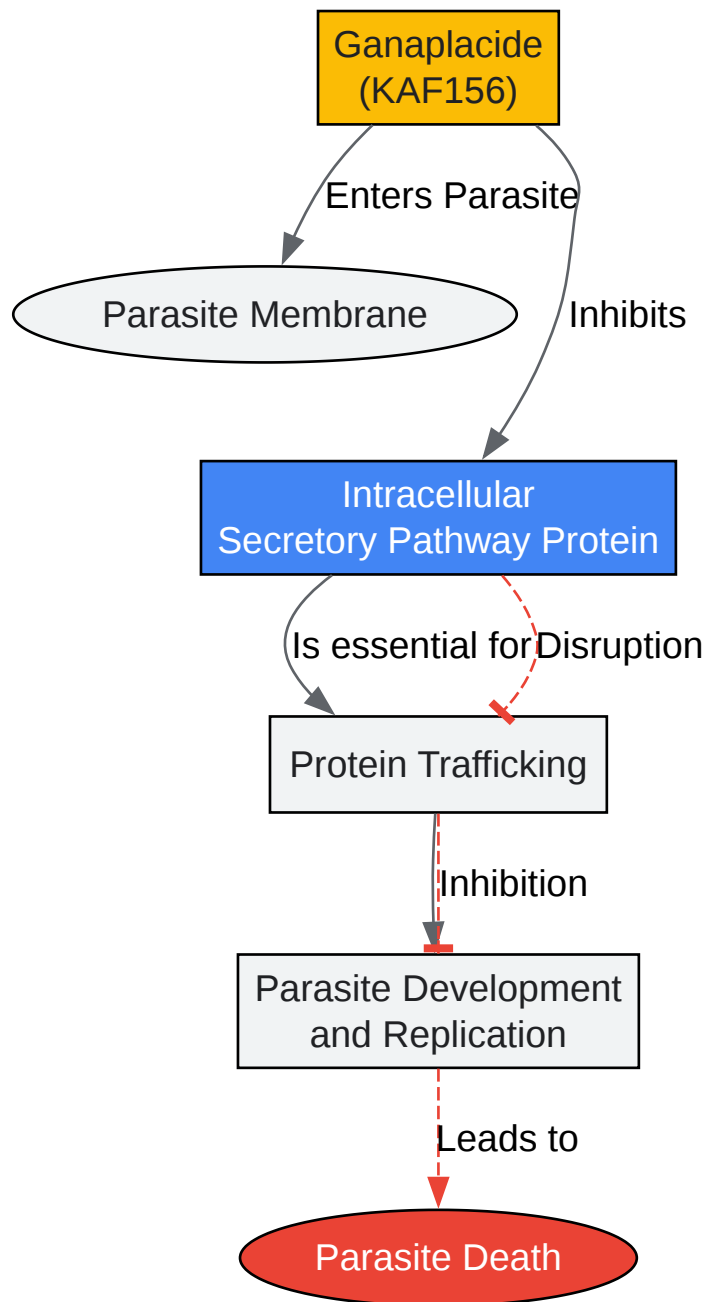 Ganaplacide
(KAF156)
Enters Parasite
Parasite Membrane
Inhibits
Intracellular
Secretory Pathway Protein
Is essential for
Disruption
Protein Trafficking
Inhibition
Parasite Development
and Replication
Leads to
Parasite Death